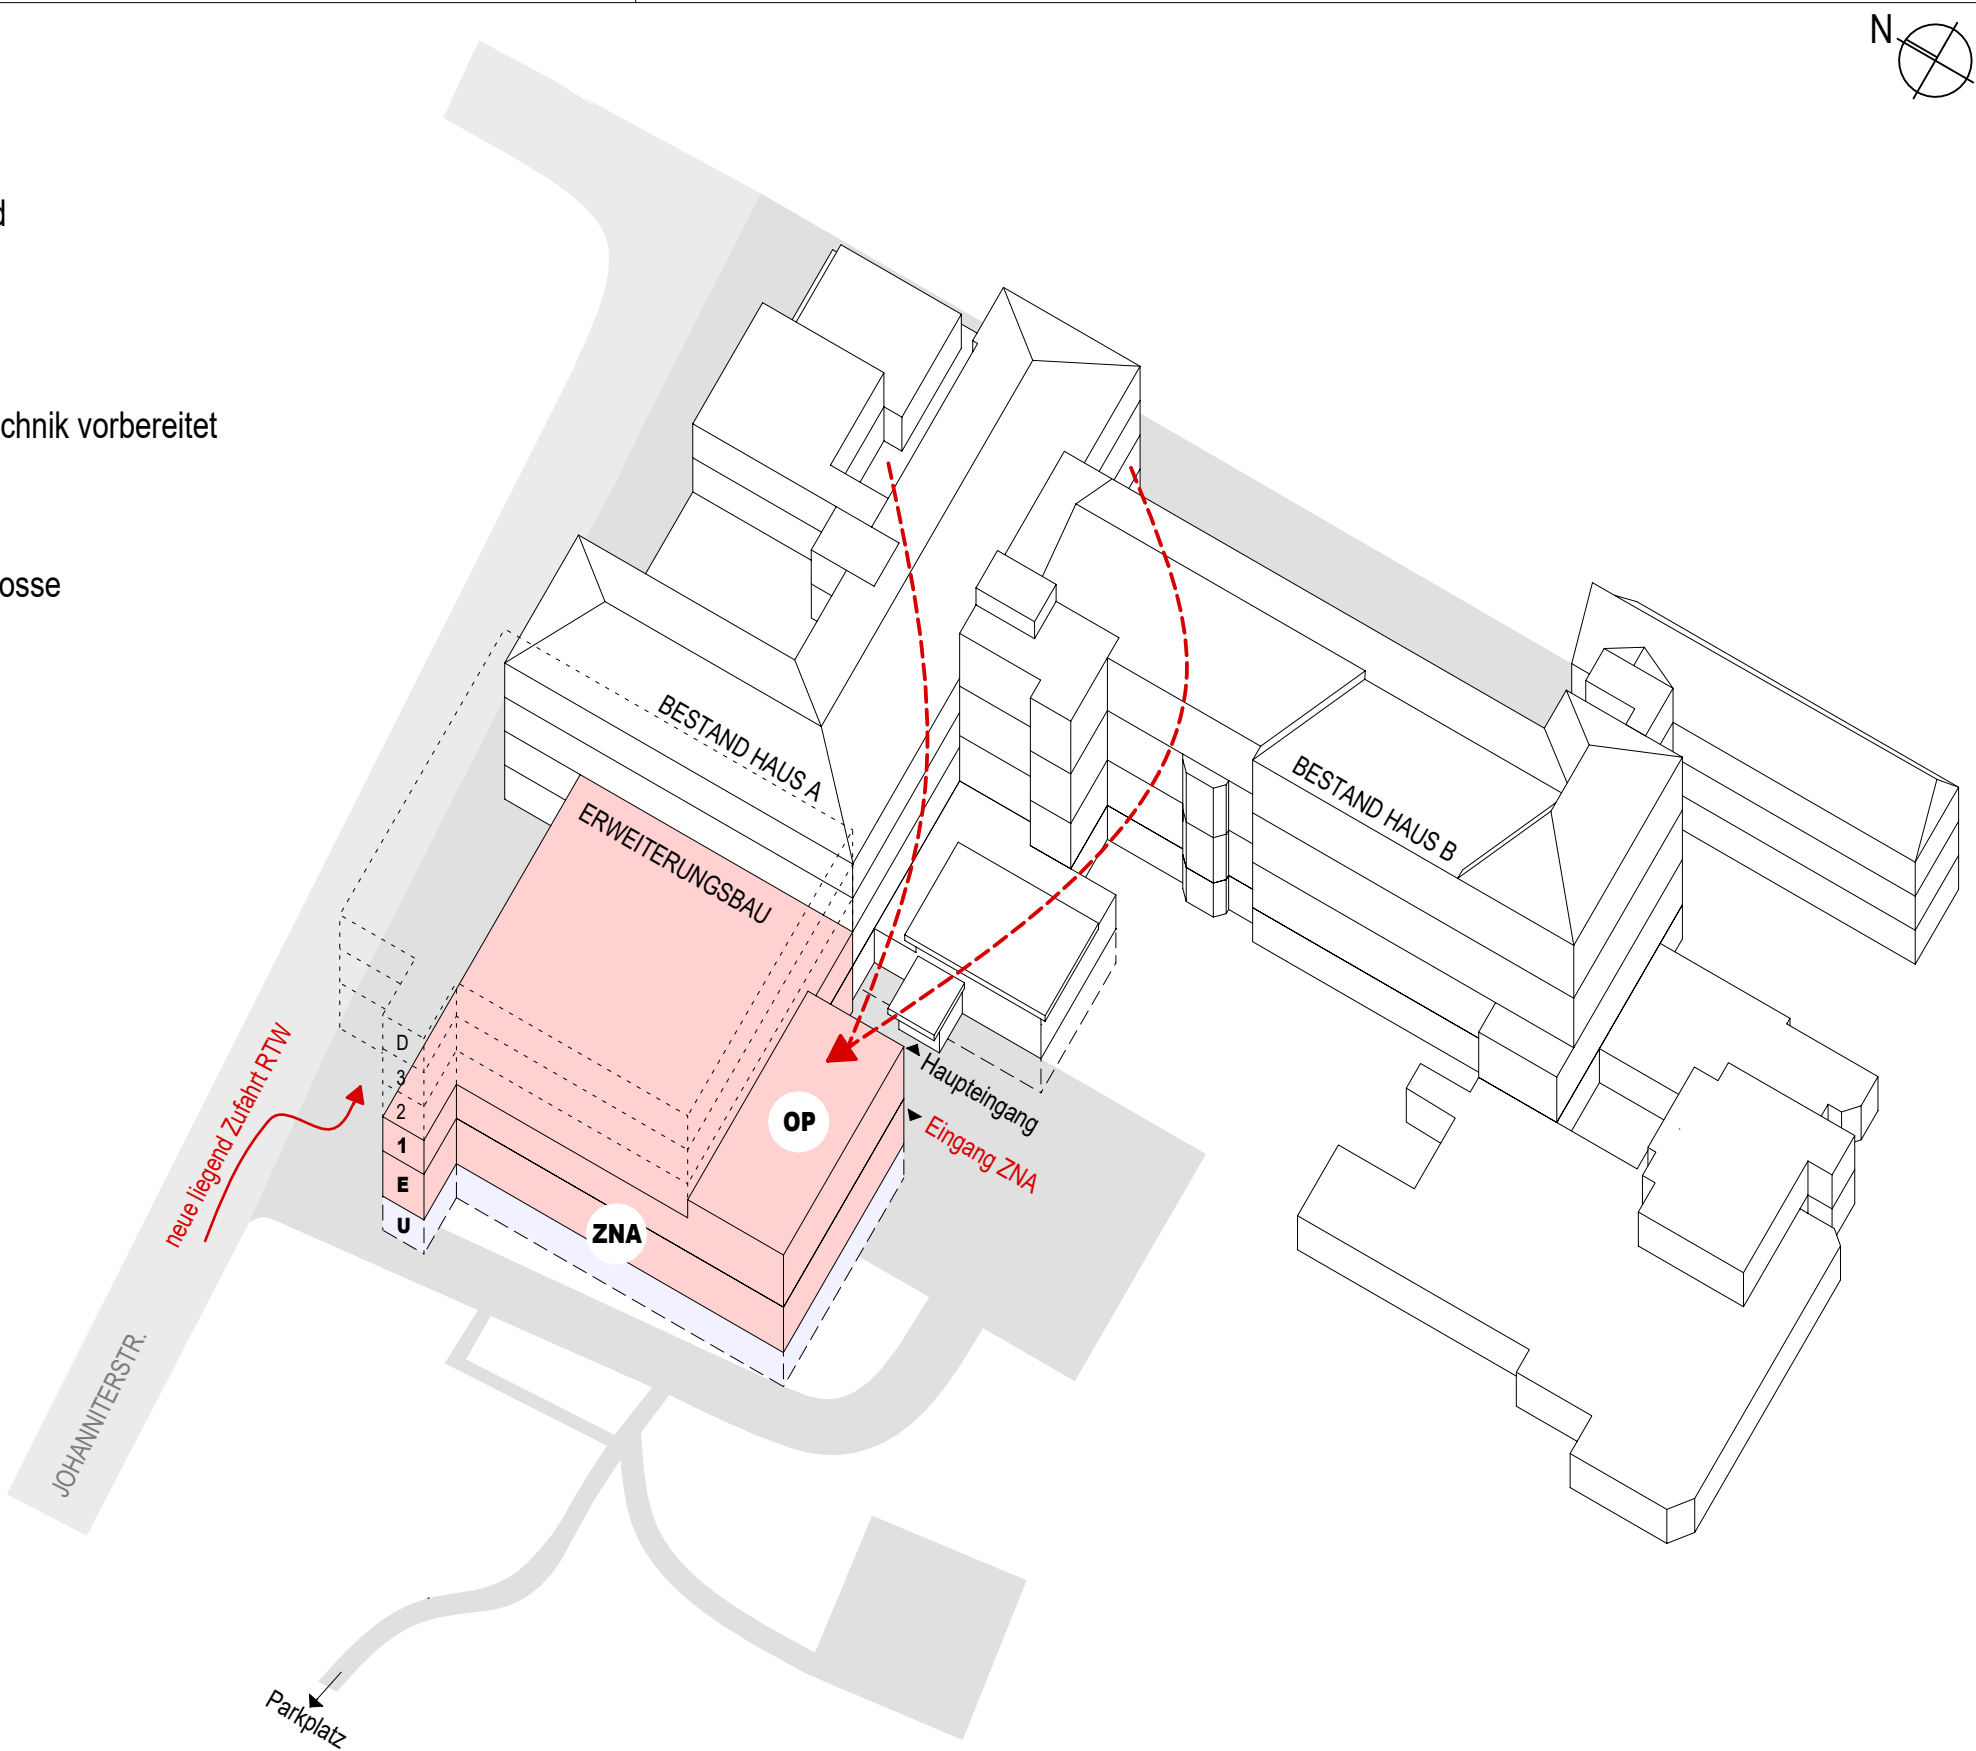 N
d
chnik vorbereitet
osse
BESTAND HAUS A
BESTAND HAUS B
ERWEITERUNGSBAU
D
3
2
1
E
U
OP
ZNA
Haupteingang
Eingang ZNA
neue liegend Zufahrt RTW
JOHANNITERSTR.
Parkplatz